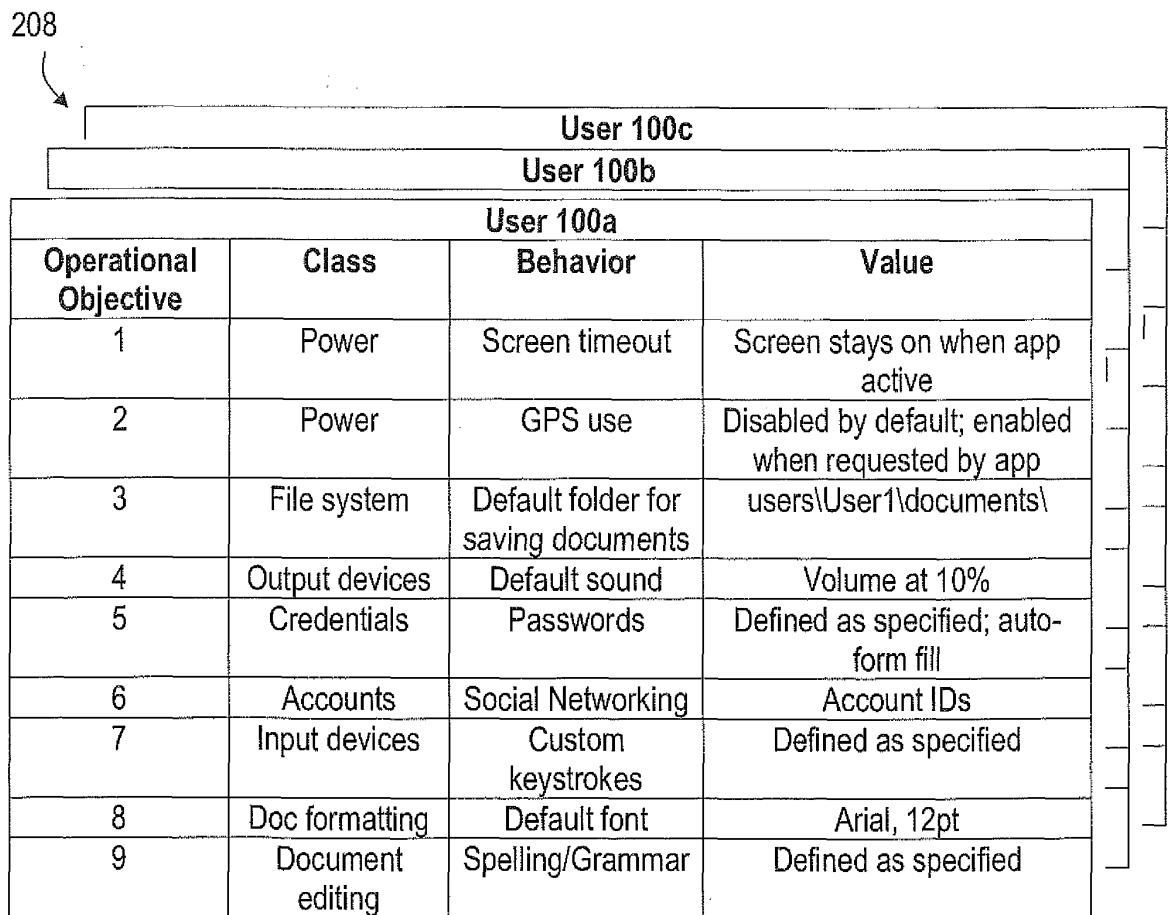 208
User 100c
User 100b
User 100a
Operational Objective Class Behavior Value
1 Power Screen timeout Screen stays on when app active
2 Power GPS use Disabled by default; enabled when requested by app
3 File system Default folder for saving documents users\User1\documents\
4 Output devices Default sound Volume at 10%
5 Credentials Passwords Defined as specified; auto-form fill
6 Accounts Social Networking Account IDs
7 Input devices Custom keystrokes Defined as specified
8 Doc formatting Default font Arial, 12pt
9 Document editing Spelling/Grammar Defined as specified